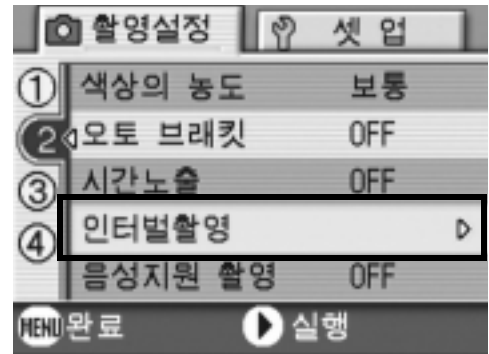 촬영설정 셋업
① 색상의 농도 보통
2 오토 브래킷 OFF
③ 시간노출 OFF
④ 인터벌촬영
음성지원 촬영 OFF
MENU 완료 실행